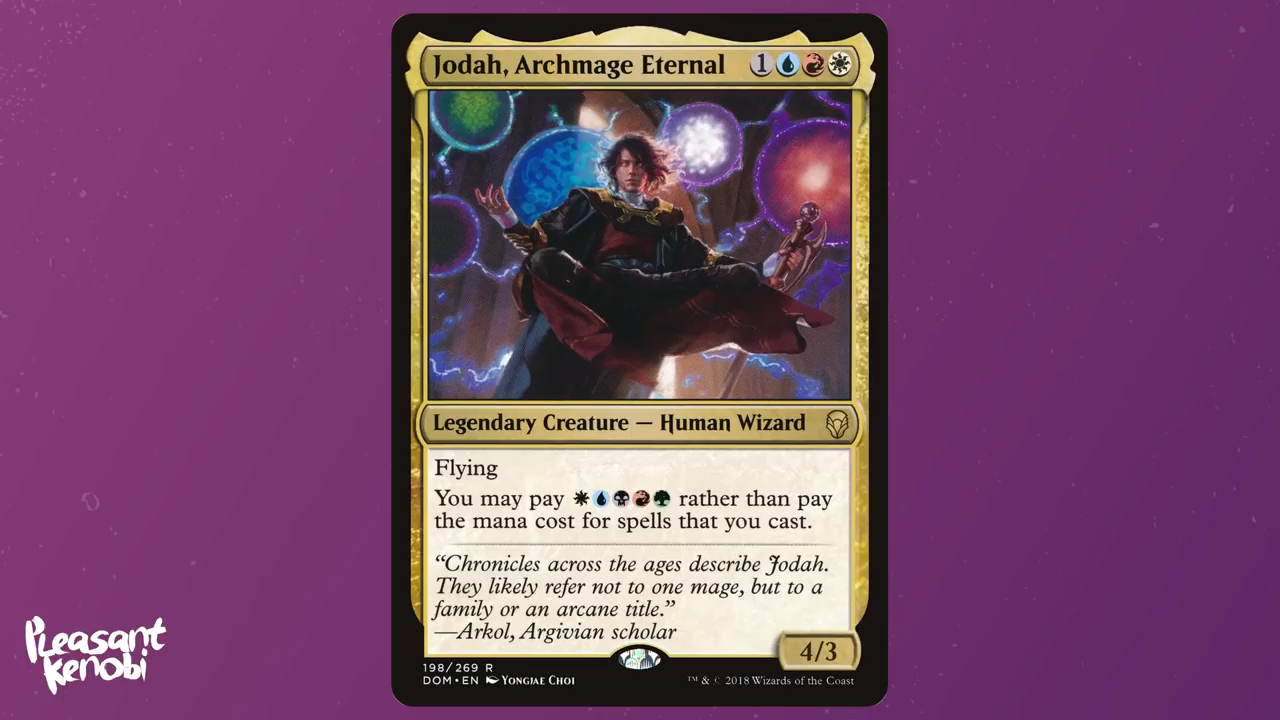 Jodah, Archmage Eternal 1
Legendary Creature — Human Wizard
Flying
You may pay rather than pay
the mana cost for spells that you cast.
“Chronicles across the ages describe Jodah.
They likely refer not to one mage, but to a
family or an arcane title.”
—Arkol, Argivian scholar
4/3
198/269 R
DOM • EN Yongjae Choi
™ & © 2018 Wizards of the Coast
Pleasant
Kenobi